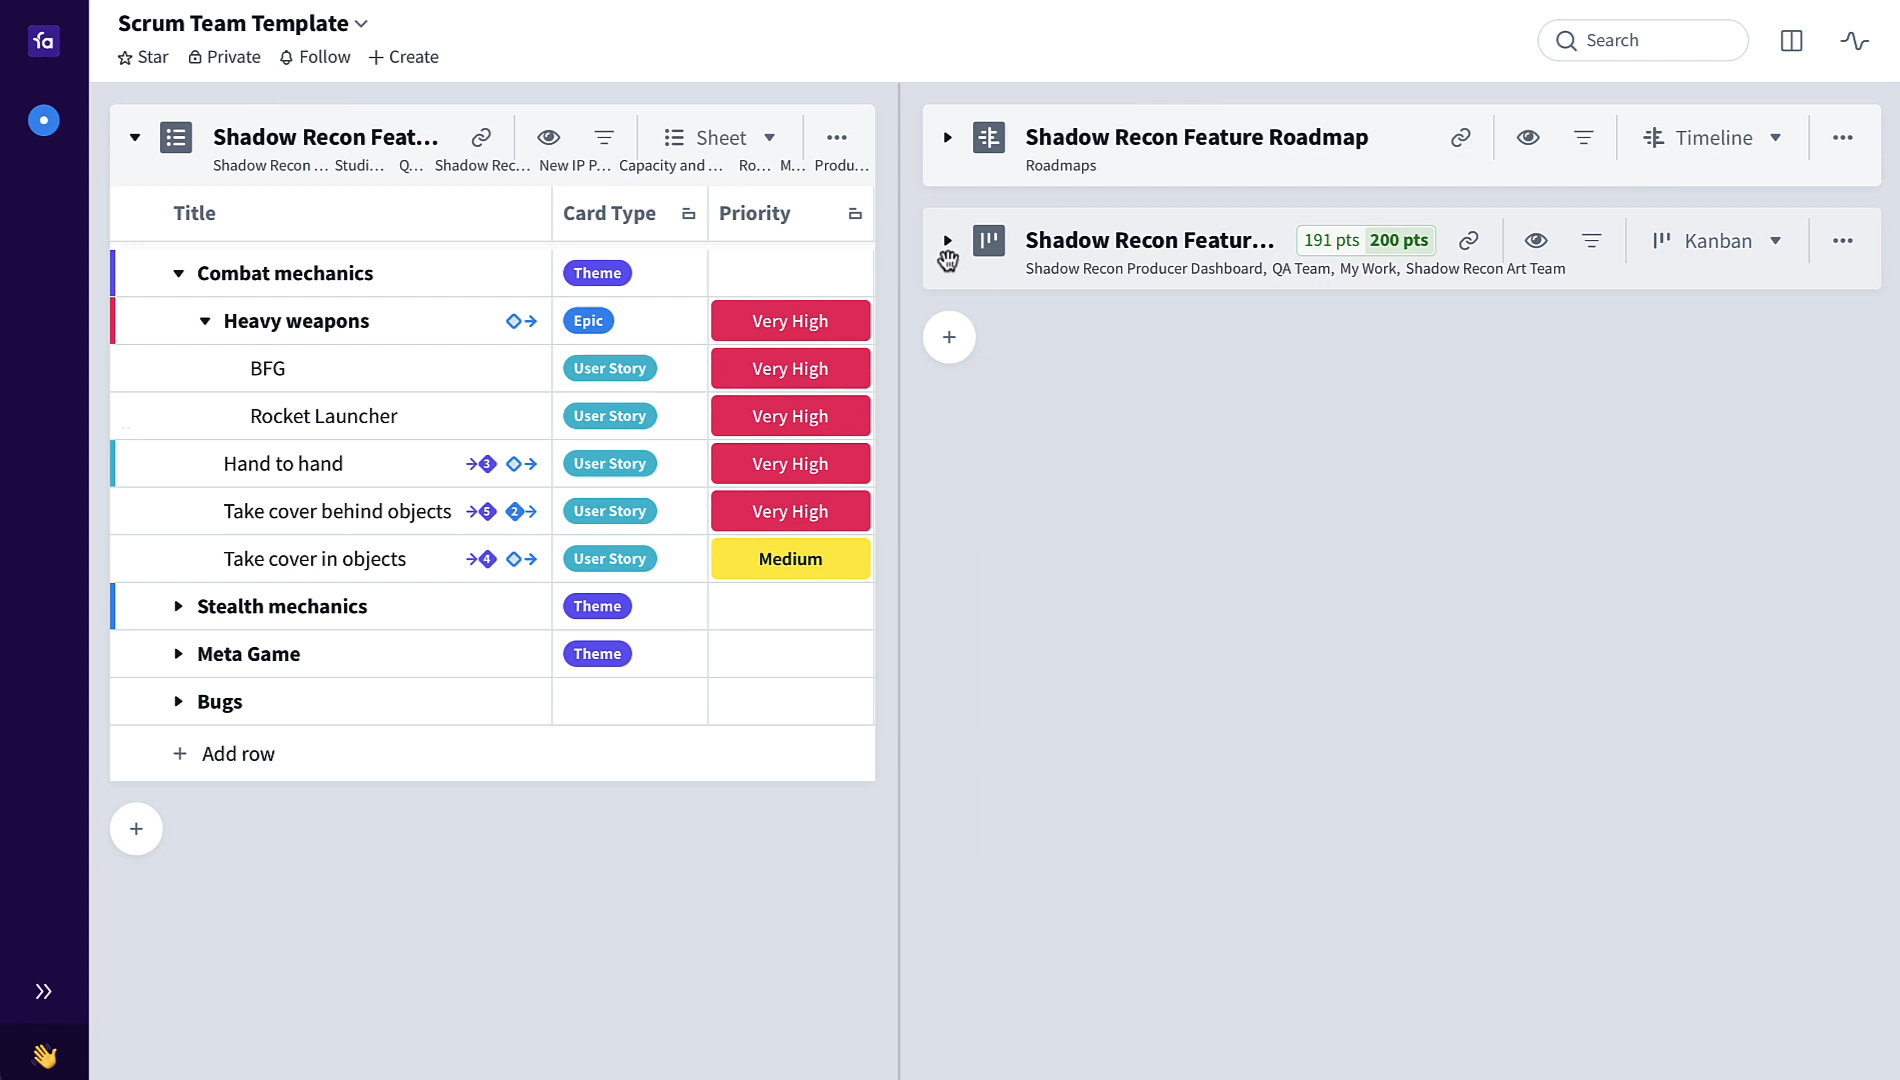 fa
Scrum Team Template
Star Private Follow Create
Search
Shadow Recon Feat... Sheet
Shadow Recon ... Studi... Q... Shadow Rec... New IP P... Capacity and ... Ro... M... Produ...
Title Card Type Priority
Combat mechanics Theme
Heavy weapons Epic Very High
BFG User Story Very High
Rocket Launcher User Story Very High
Hand to hand 3 User Story Very High
Take cover behind objects 5 2 User Story Very High
Take cover in objects 4 User Story Medium
Stealth mechanics Theme
Meta Game Theme
Bugs
+ Add row
Shadow Recon Feature Roadmap Timeline
Roadmaps
Shadow Recon Featur... 191 pts 200 pts Kanban
Shadow Recon Producer Dashboard, QA Team, My Work, Shadow Recon Art Team